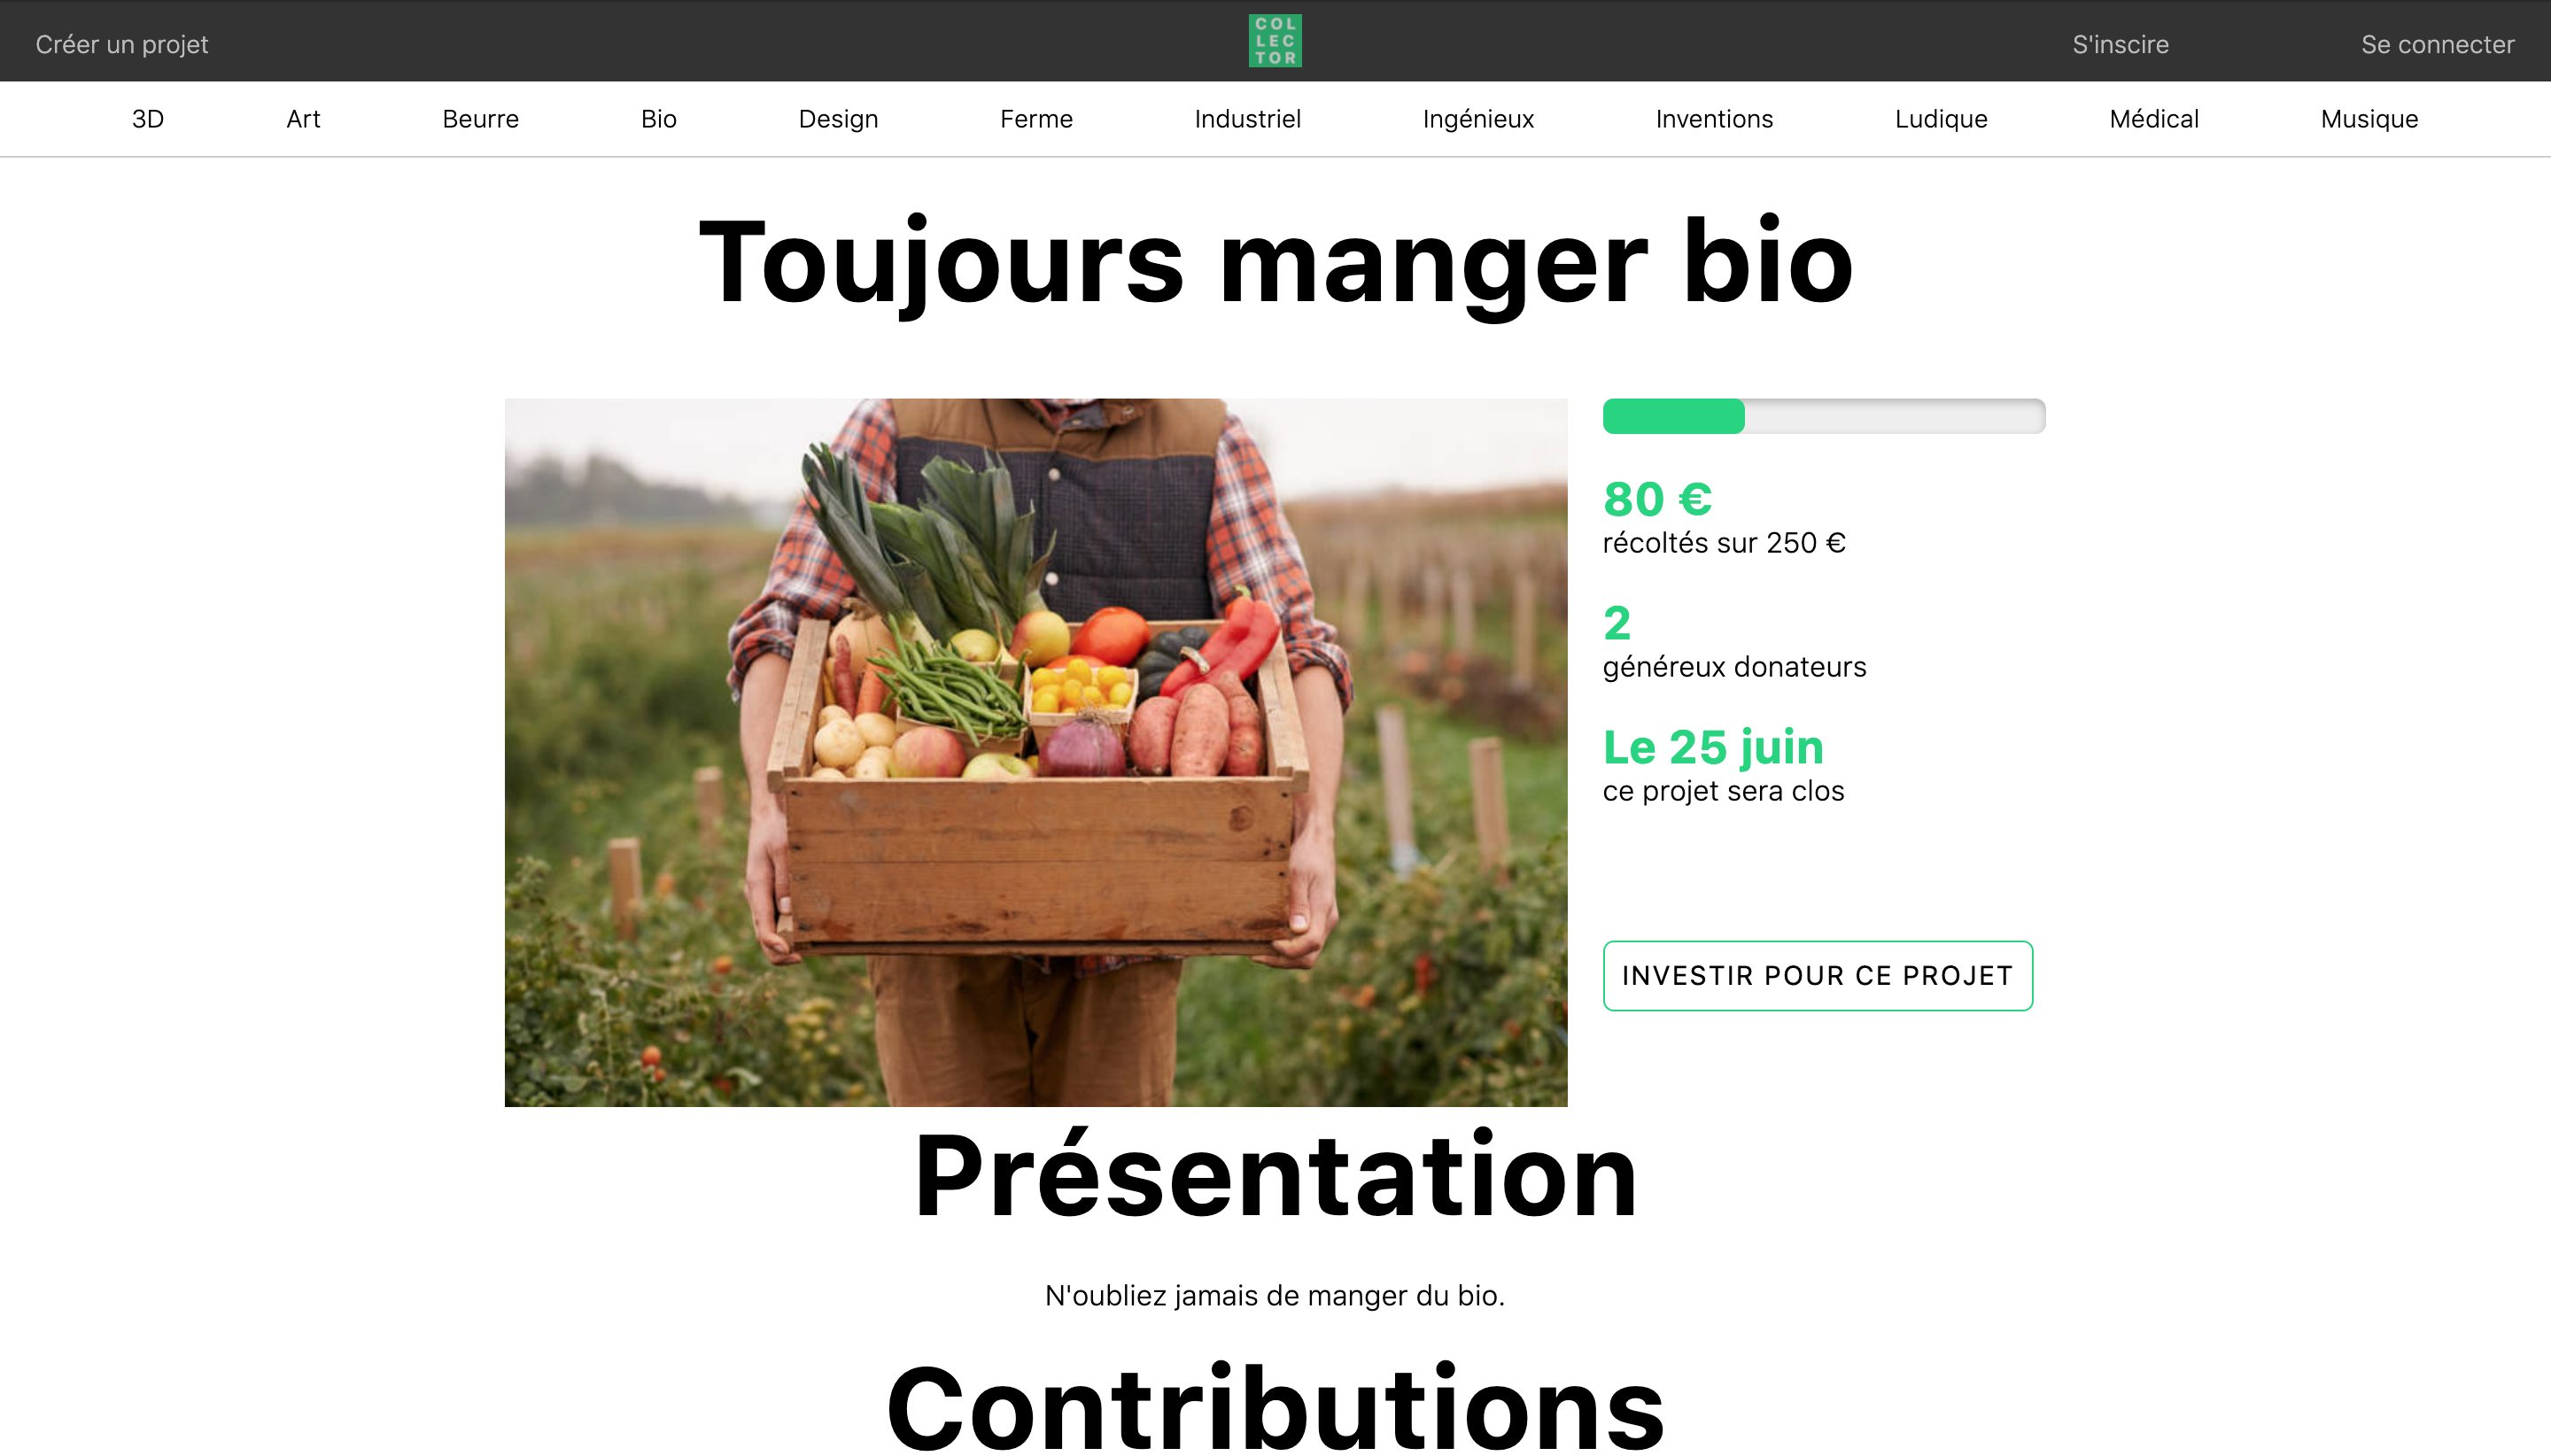 Créer un projet
COL
LEC
TOR
S'inscire
Se connecter
3D
Art
Beurre
Bio
Design
Ferme
Industriel
Ingénieux
Inventions
Ludique
Médical
Musique
Toujours manger bio
80 €
récoltés sur 250 €
2
généreux donateurs
Le 25 juin
ce projet sera clos
INVESTIR POUR CE PROJET
Présentation
N'oubliez jamais de manger du bio.
Contributions